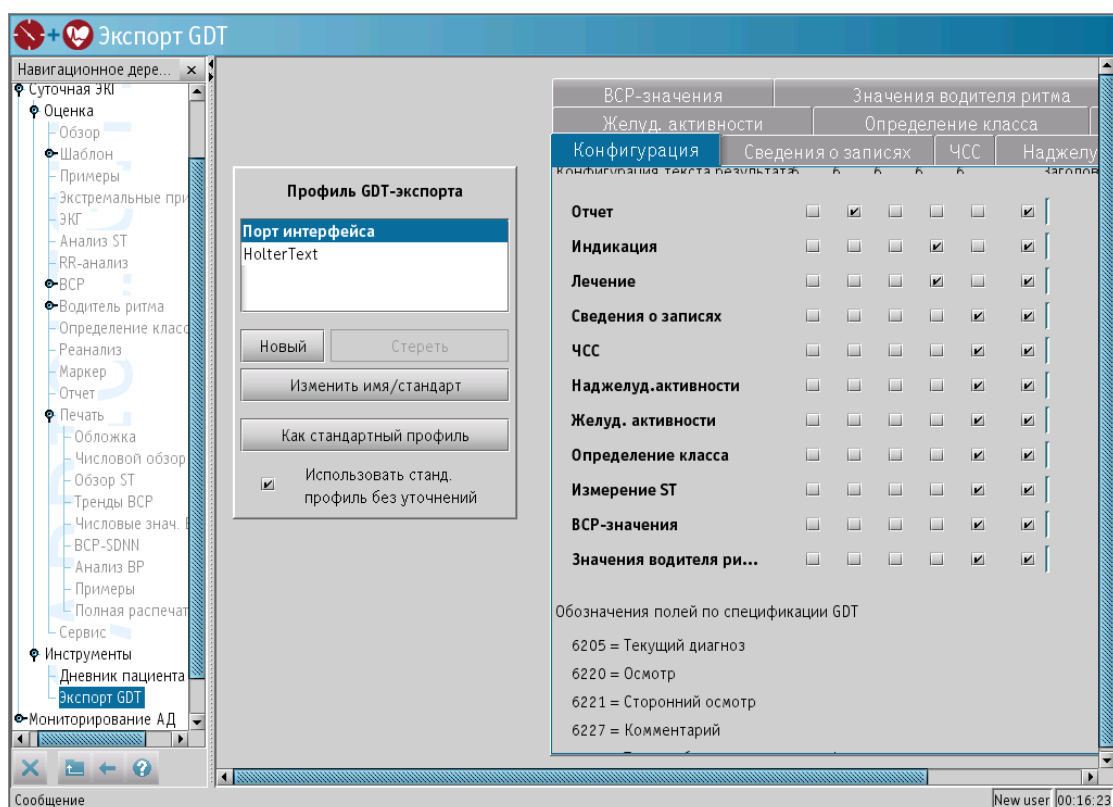 Экспорт GDT
Навигационное дере...
Суточная ЭКГ
Оценка
Обзор
Шаблон
Примеры
Экстремальные при
ЭКГ
Анализ ST
RR-анализ
ВСР
Водитель ритма
Определение класс
Реанализ
Маркер
Отчет
Печать
Обложка
Числовой обзор
Обзор ST
Тренды ВСР
Числовые знач.
ВСР-SDNN
Анализ ВР
Примеры
Полная распечат
Сервис
Инструменты
Дневник пациента
Экспорт GDT
Мониторирование АД
Профиль GDT-экспорта
Порт интерфейса
HolterText
Новый
Стереть
Изменить имя/стандарт
Как стандартный профиль
Использовать станд.
профиль без уточнений
ВСР-значения
Значения водителя ритма
Желуд. активности
Определение класса
Конфигурация
Сведения о записях
ЧСС
Наджелу
Конфигурация текста результата
Отчет
Индикация
Лечение
Сведения о записях
ЧСС
Наджелуд.активности
Желуд. активности
Определение класса
Измерение ST
ВСР-значения
Значения водителя ри...
Обозначения полей по спецификации GDT
6205 = Текущий диагноз
6220 = Осмотр
6221 = Сторонний осмотр
6227 = Комментарий
Сообщение
New user
00:16:23